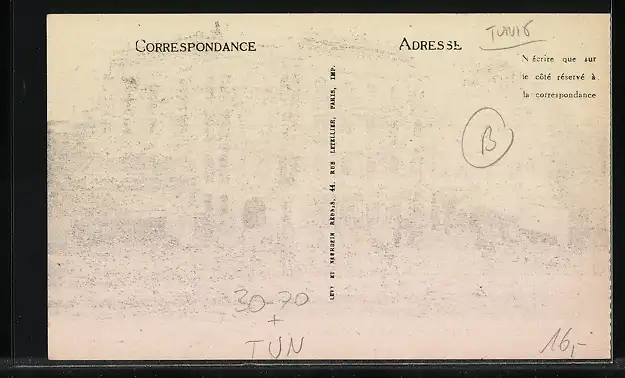 CORRESPONDANCE
ADRESSE
TUNIS
N'écrire que sur
le côté réservé à
la correspondance
B
LEVY ET NEURDEIN RÉUNIS, 44, RUE LETELLIER, PARIS, IMP.
30-70
+
TUN
16,-